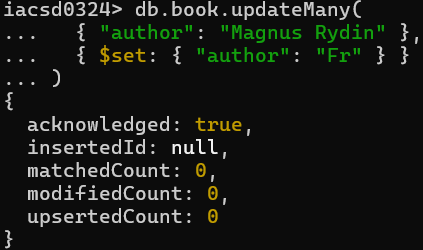 iacsd0324> db.book.updateMany(
...    { "author": "Magnus Rydin" },
...    { $set: { "author": "Fr" } }
... )
{
  acknowledged: true,
  insertedId: null,
  matchedCount: 0,
  modifiedCount: 0,
  upsertedCount: 0
}